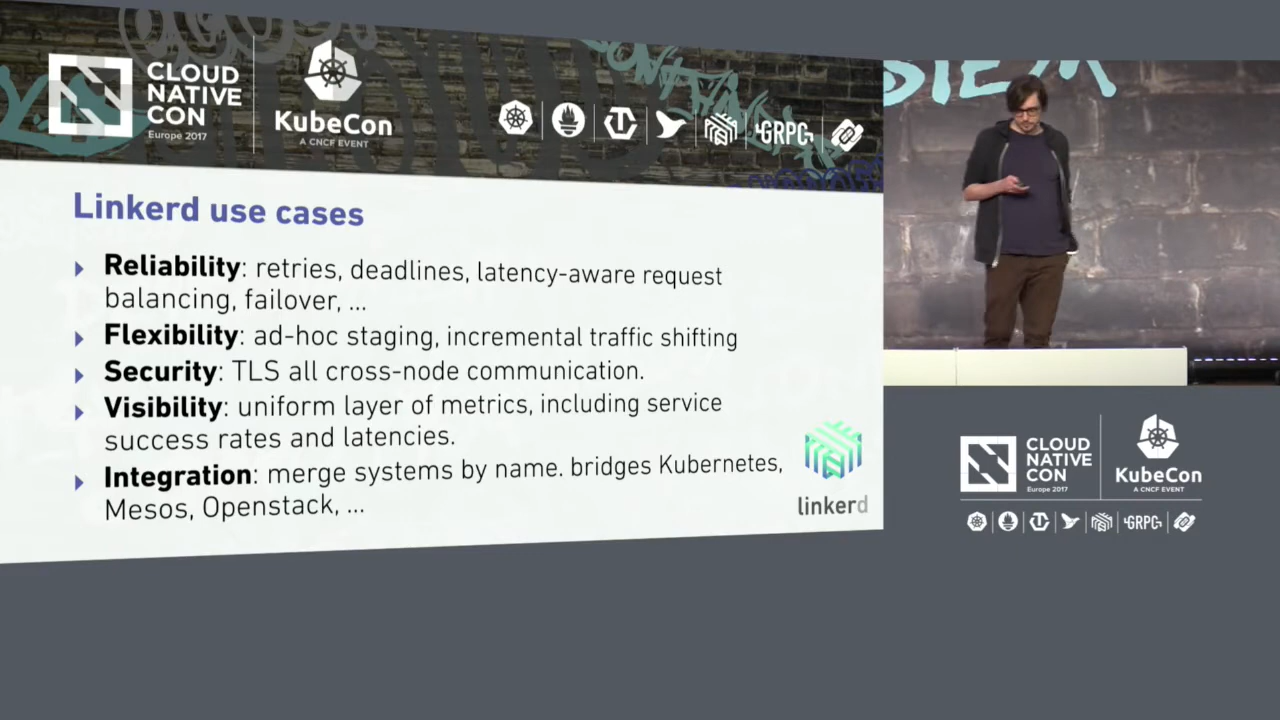 CLOUD
NATIVE
CON
Europe 2017
KubeCon
A CNCF EVENT
GRPC
Linkerd use cases
Reliability: retries, deadlines, latency-aware request
balancing, failover, ...
Flexibility: ad-hoc staging, incremental traffic shifting
Security: TLS all cross-node communication.
Visibility: uniform layer of metrics, including service
success rates and latencies.
Integration: merge systems by name. bridges Kubernetes,
Mesos, Openstack, ...
linkerd
CLOUD
NATIVE
CON
Europe 2017
KubeCon
A CNCF EVENT
GRPC